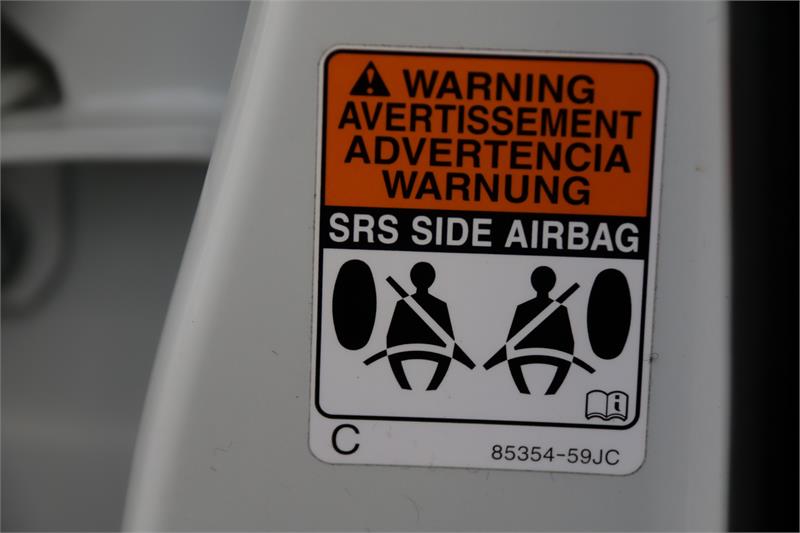 WARNING
AVERTISSEMENT
ADVERTENCIA
WARNUNG
SRS SIDE AIRBAG
i
C 85354-59JC